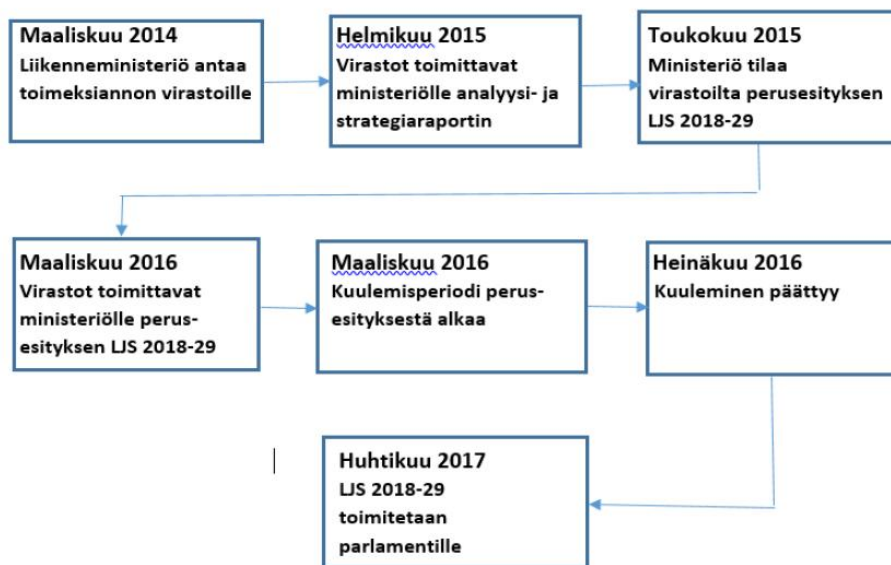 Maaliskuu 2014
Liikenneministeriö antaa
toimeksiannon virastoille
Helmikuu 2015
Virastot toimittavat
ministeriölle analyysi- ja
strategiaraportin
Toukokuu 2015
Ministeriö tilaa
virastoilta perusesityksen
LJS 2018-29
Maaliskuu 2016
Virastot toimittavat
ministeriölle perus-
esityksen LJS 2018-29
Maaliskuu 2016
Kuulemisperiodi perus-
esityksestä alkaa
Heinäkuu 2016
Kuuleminen päättyy
Huhtikuu 2017
LJS 2018-29
toimitetaan
parlamentille